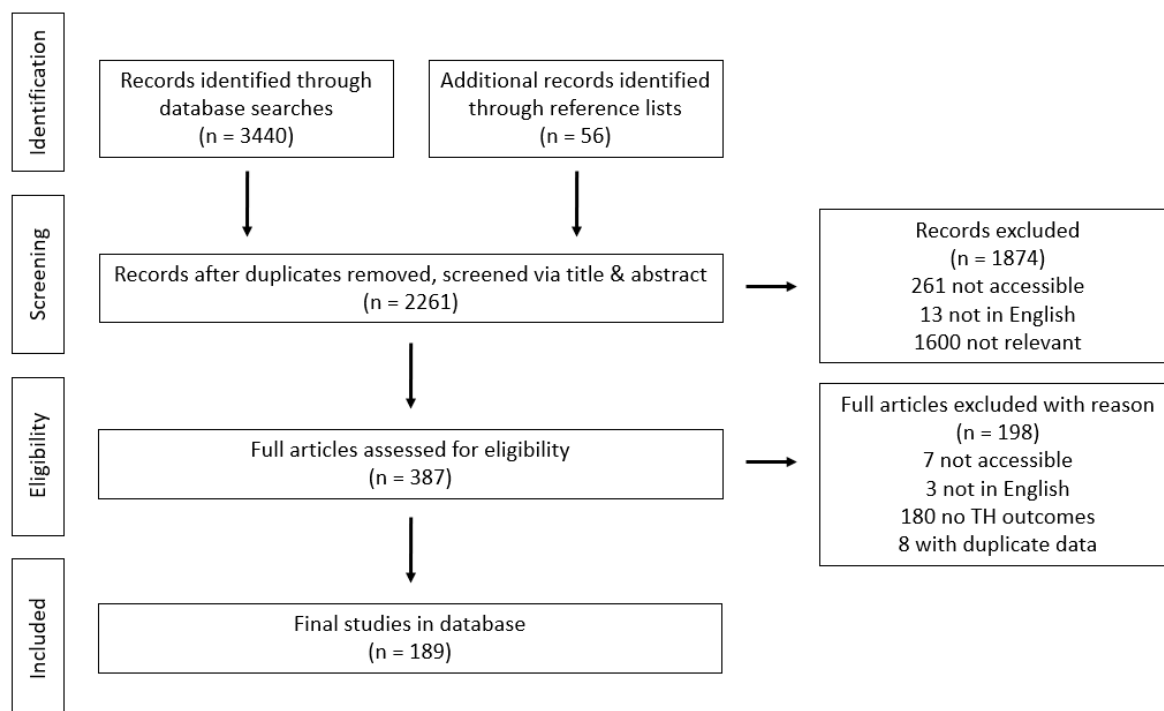 Identification
Records identified through
database searches
(n = 3440)
Additional records identified
through reference lists
(n = 56)
Screening
Records after duplicates removed, screened via title & abstract
(n = 2261)
Records excluded
(n = 1874)
261 not accessible
13 not in English
1600 not relevant
Eligibility
Full articles assessed for eligibility
(n = 387)
Full articles excluded with reason
(n = 198)
7 not accessible
3 not in English
180 no TH outcomes
8 with duplicate data
Included
Final studies in database
(n = 189)